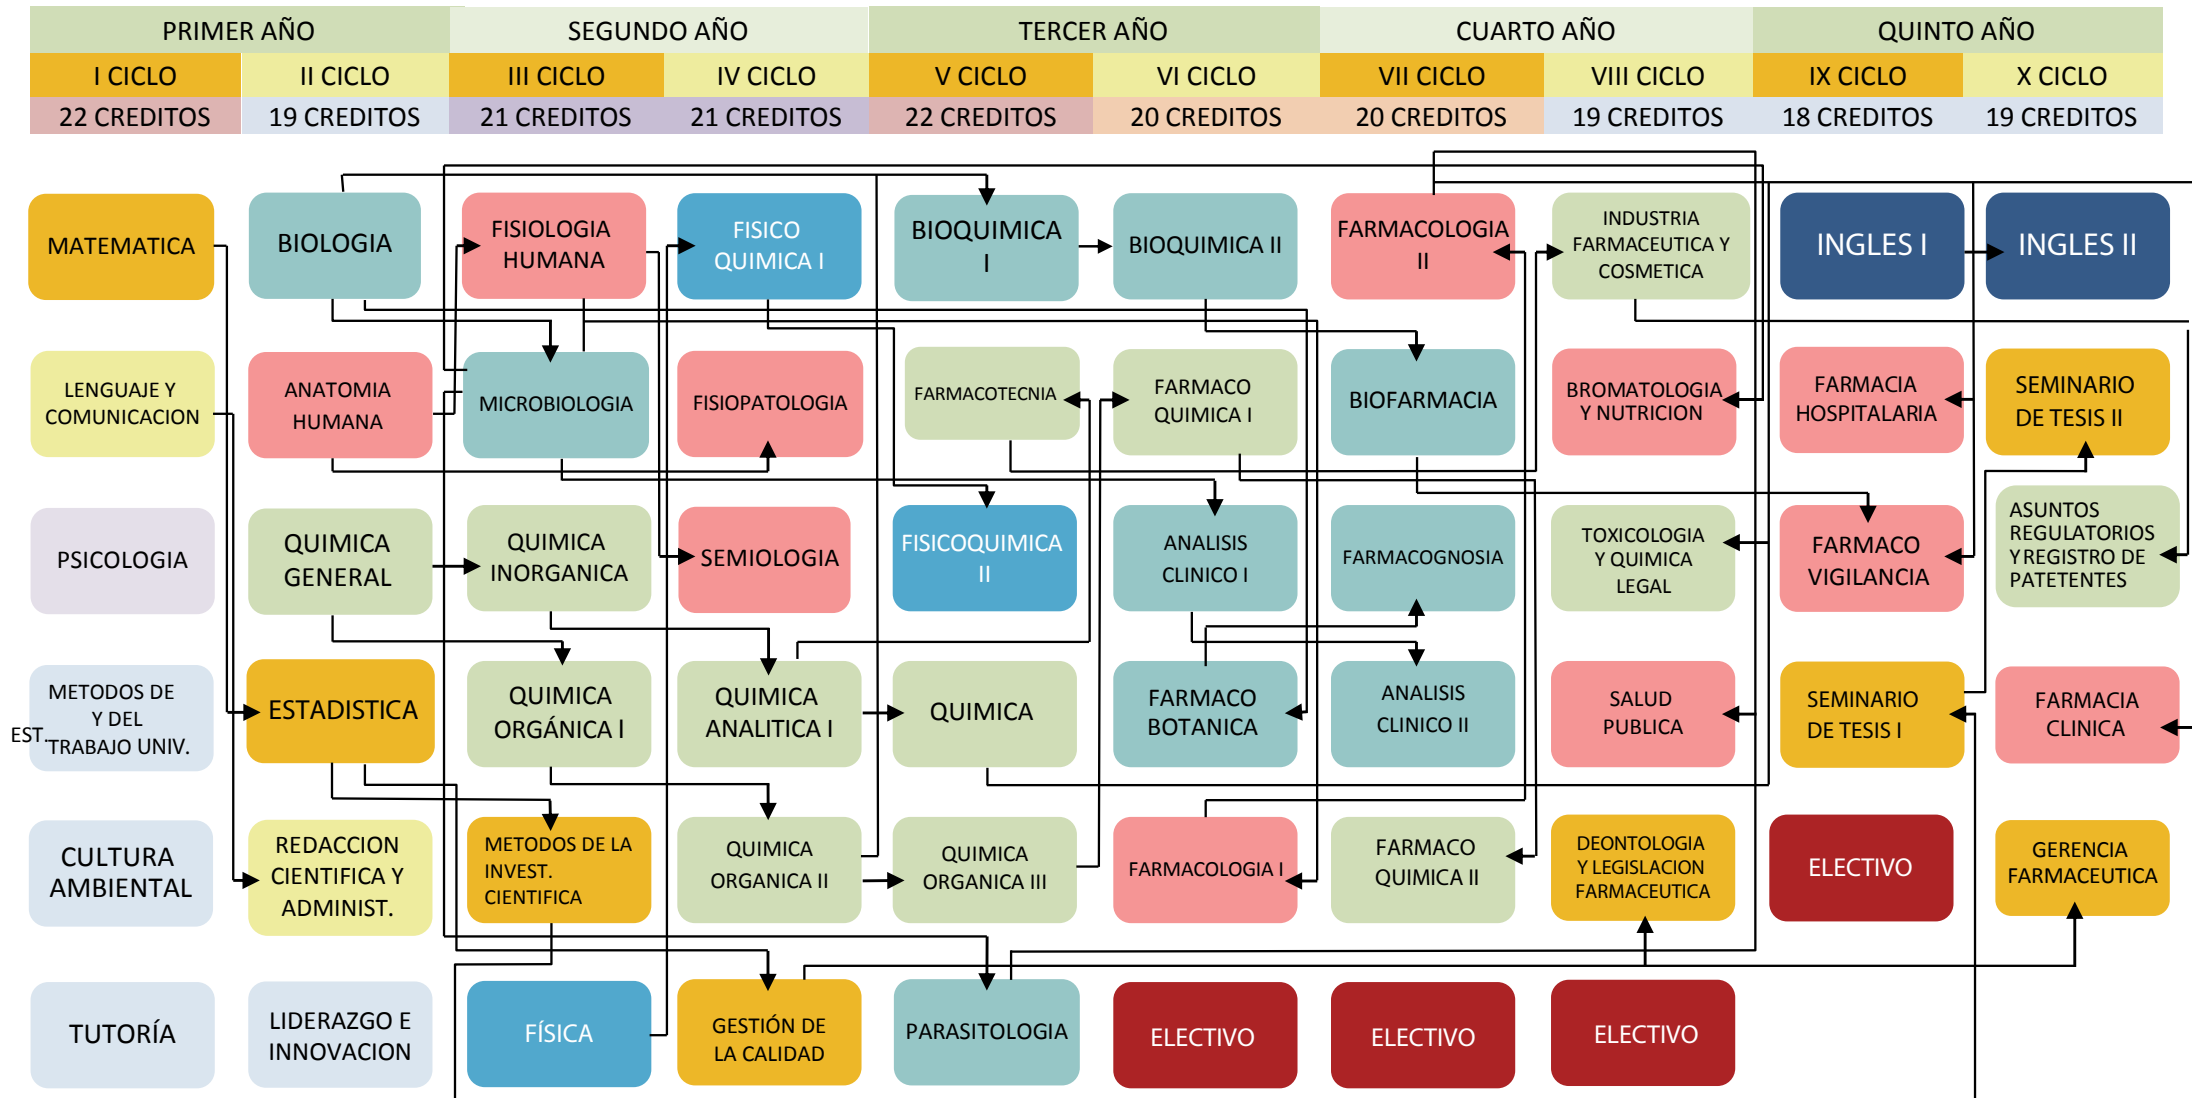 PRIMER AÑO
SEGUNDO AÑO
TERCER AÑO
CUARTO AÑO
QUINTO AÑO
I CICLO
II CICLO
III CICLO
IV CICLO
V CICLO
VI CICLO
VII CICLO
VIII CICLO
IX CICLO
X CICLO
22 CREDITOS
19 CREDITOS
21 CREDITOS
21 CREDITOS
22 CREDITOS
20 CREDITOS
20 CREDITOS
19 CREDITOS
18 CREDITOS
19 CREDITOS
MATEMATICA
BIOLOGIA
FISIOLOGIA
HUMANA
FISICO
QUIMICA I
BIOQUIMICA
I
BIOQUIMICA II
FARMACOLOGIA
II
INDUSTRIA
FARMACEUTICA Y
COSMETICA
INGLES I
INGLES II
LENGUAJE Y
COMUNICACION
ANATOMIA
HUMANA
MICROBIOLOGIA
FISIOPATOLOGIA
FARMACOTECNIA
FARMACO
QUIMICA I
BIOFARMACIA
BROMATOLOGIA
Y NUTRICION
FARMACIA
HOSPITALARIA
SEMINARIO
DE TESIS II
PSICOLOGIA
QUIMICA
GENERAL
QUIMICA
INORGANICA
SEMIOLOGIA
FISICOQUIMICA
II
ANALISIS
CLINICO I
FARMACOGNOSIA
TOXICOLOGIA
Y QUIMICA
LEGAL
FARMACO
VIGILANCIA
ASUNTOS
REGULATORIOS
Y REGISTRO DE
PATETENTES
METODOS DE
EST. Y DEL
TRABAJO UNIV.
ESTADISTICA
QUIMICA
ORGÁNICA I
QUIMICA
ANALITICA I
QUIMICA
FARMACO
BOTANICA
ANALISIS
CLINICO II
SALUD
PUBLICA
SEMINARIO
DE TESIS I
FARMACIA
CLINICA
CULTURA
AMBIENTAL
REDACCION
CIENTIFICA Y
ADMINIST.
METODOS DE LA
INVEST.
CIENTIFICA
QUIMICA
ORGANICA II
QUIMICA
ORGANICA III
FARMACOLOGIA I
FARMACO
QUIMICA II
DEONTOLOGIA
Y LEGISLACION
FARMACEUTICA
ELECTIVO
GERENCIA
FARMACEUTICA
TUTORÍA
LIDERAZGO E
INNOVACION
FÍSICA
GESTIÓN DE
LA CALIDAD
PARASITOLOGIA
ELECTIVO
ELECTIVO
ELECTIVO